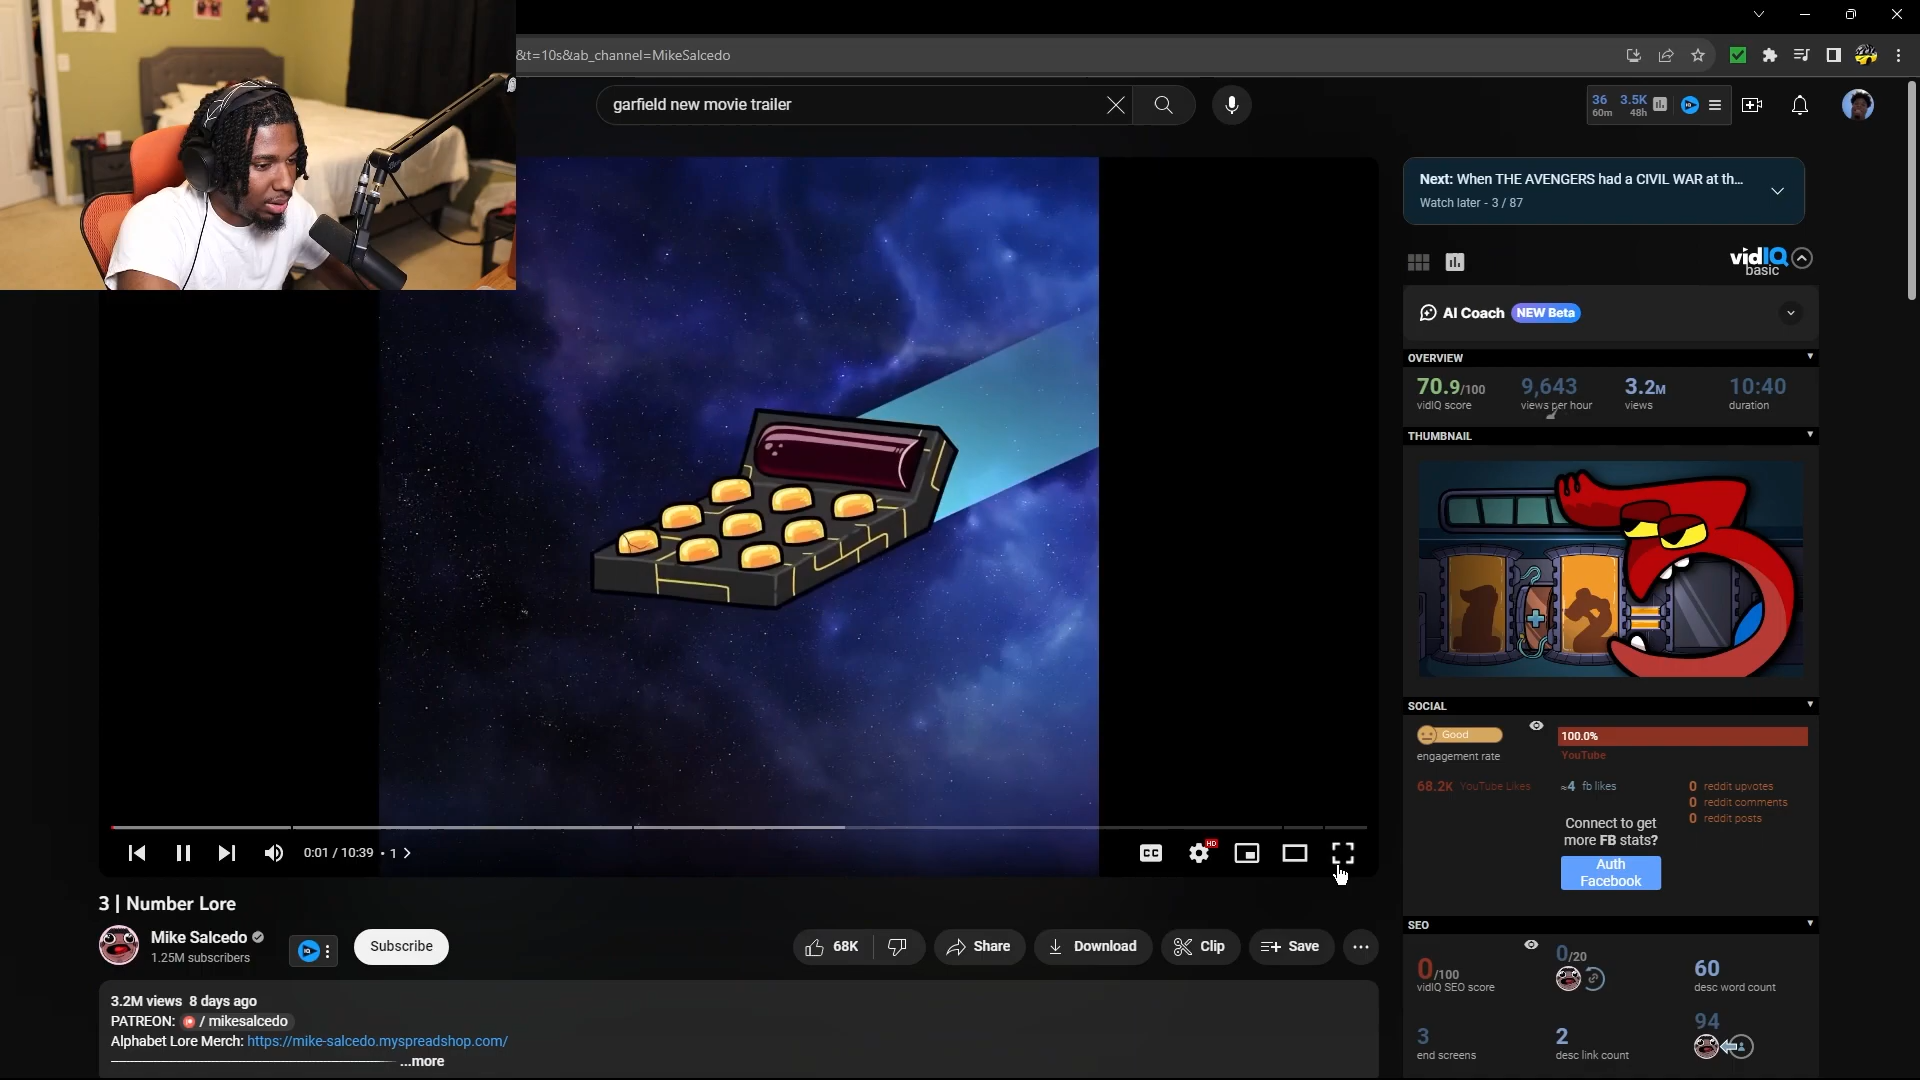 &t=10s&ab_channel=MikeSalcedo
garfield new movie trailer
36 3.5K
60m 48h
Next: When THE AVENGERS had a CIVIL WAR at th...
Watch later - 3 / 87
vidIQ
basic
AI Coach NEW Beta
OVERVIEW
70.9/100 9,643 3.2M 10:40
vidIQ score views per hour views duration
THUMBNAIL
1 2
SOCIAL
Good 100.0%
engagement rate YouTube
68.2K YouTube Likes ≈4 fb likes 0 reddit upvotes
0 reddit comments
0 reddit posts
Connect to get
more FB stats?
Auth
Facebook
HD
CC
0:01 / 10:39 • 1 >
3 | Number Lore
Mike Salcedo
1.25M subscribers
Subscribe
68K Share Download Clip Save ...
3.2M views 8 days ago
PATREON: / mikesalcedo
Alphabet Lore Merch: https://mike-salcedo.myspreadshop.com/
...more
SEO
0/100 0/20 60
vidIQ SEO score desc word count
3 2 94
end screens desc link count